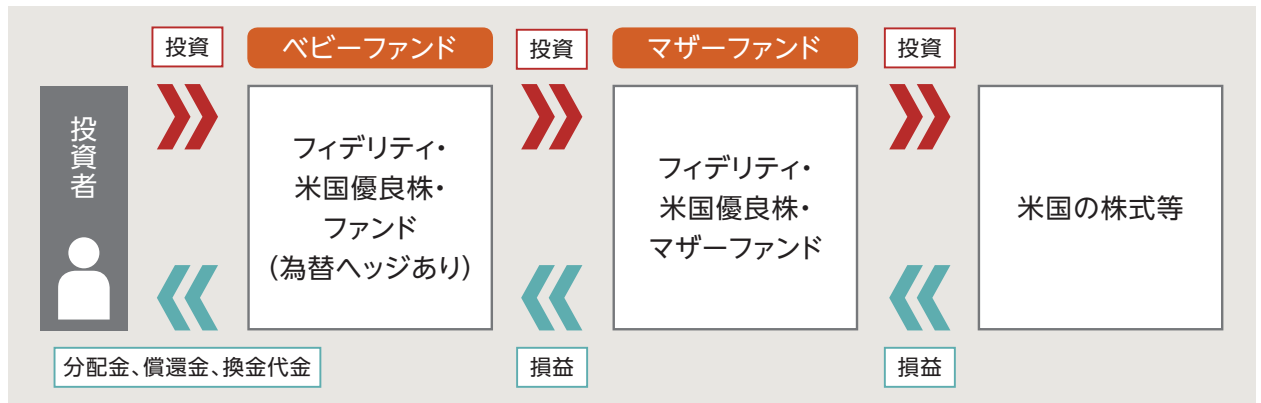 投資
ベビーファンド
投資
マザーファンド
投資
投資者
フィデリティ・
米国優良株・
ファンド
(為替ヘッジあり)
フィデリティ・
米国優良株・
マザーファンド
米国の株式等
分配金、償還金、換金代金
損益
損益